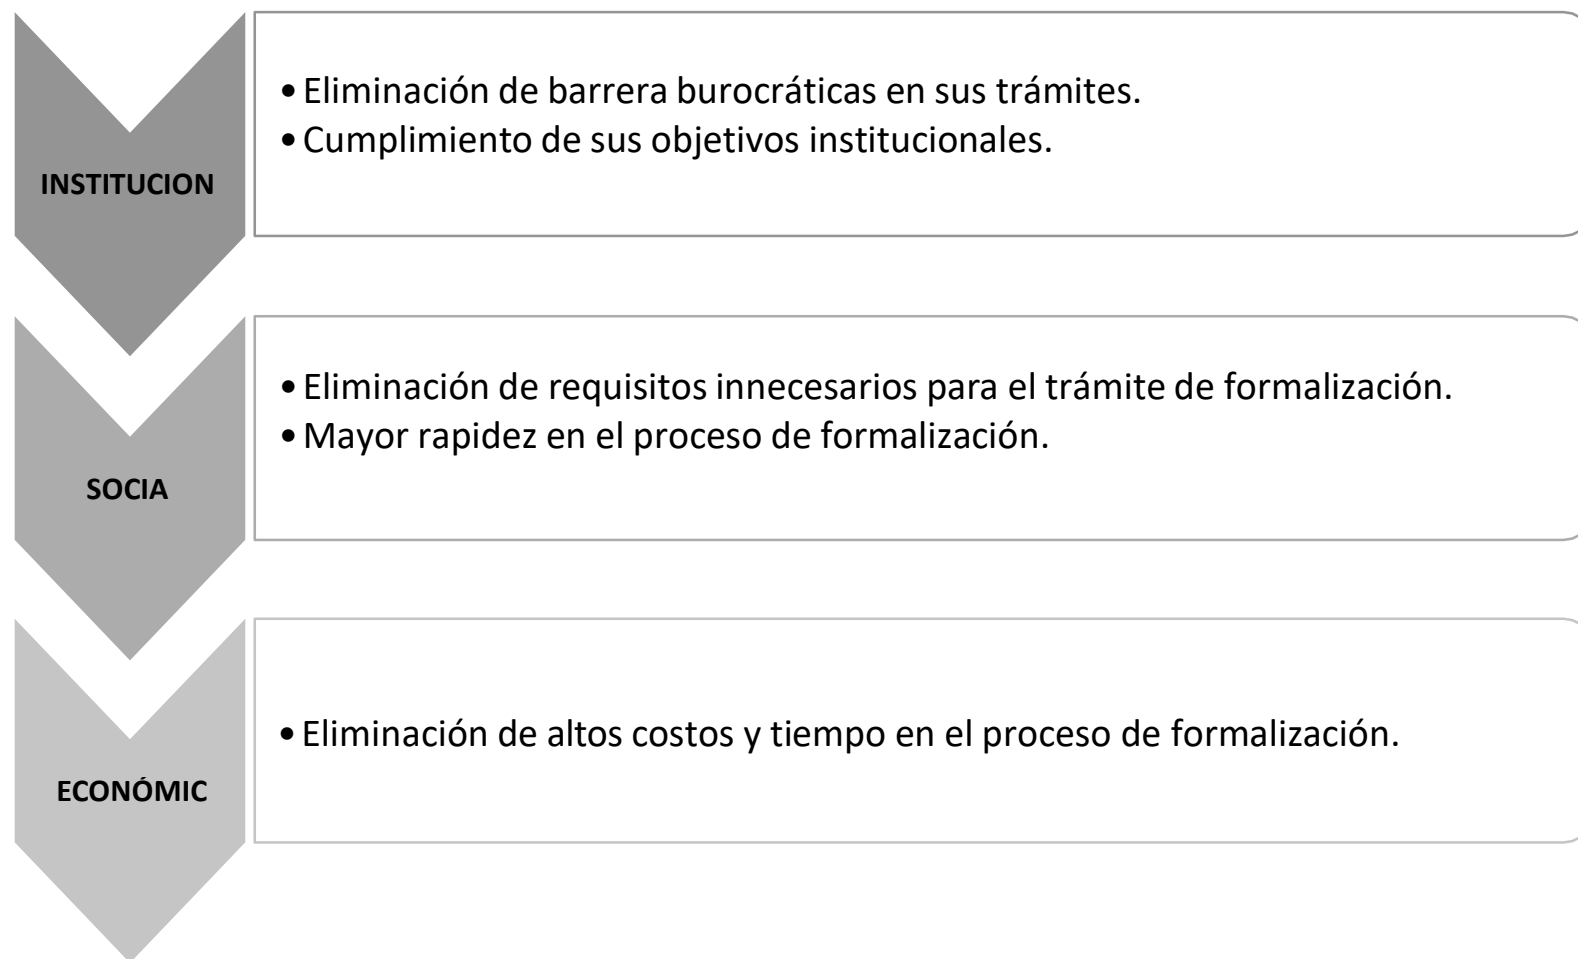 INSTITUCION
• Eliminación de barrera burocráticas en sus trámites.
• Cumplimiento de sus objetivos institucionales.
SOCIA
• Eliminación de requisitos innecesarios para el trámite de formalización.
• Mayor rapidez en el proceso de formalización.
ECONÓMIC
• Eliminación de altos costos y tiempo en el proceso de formalización.